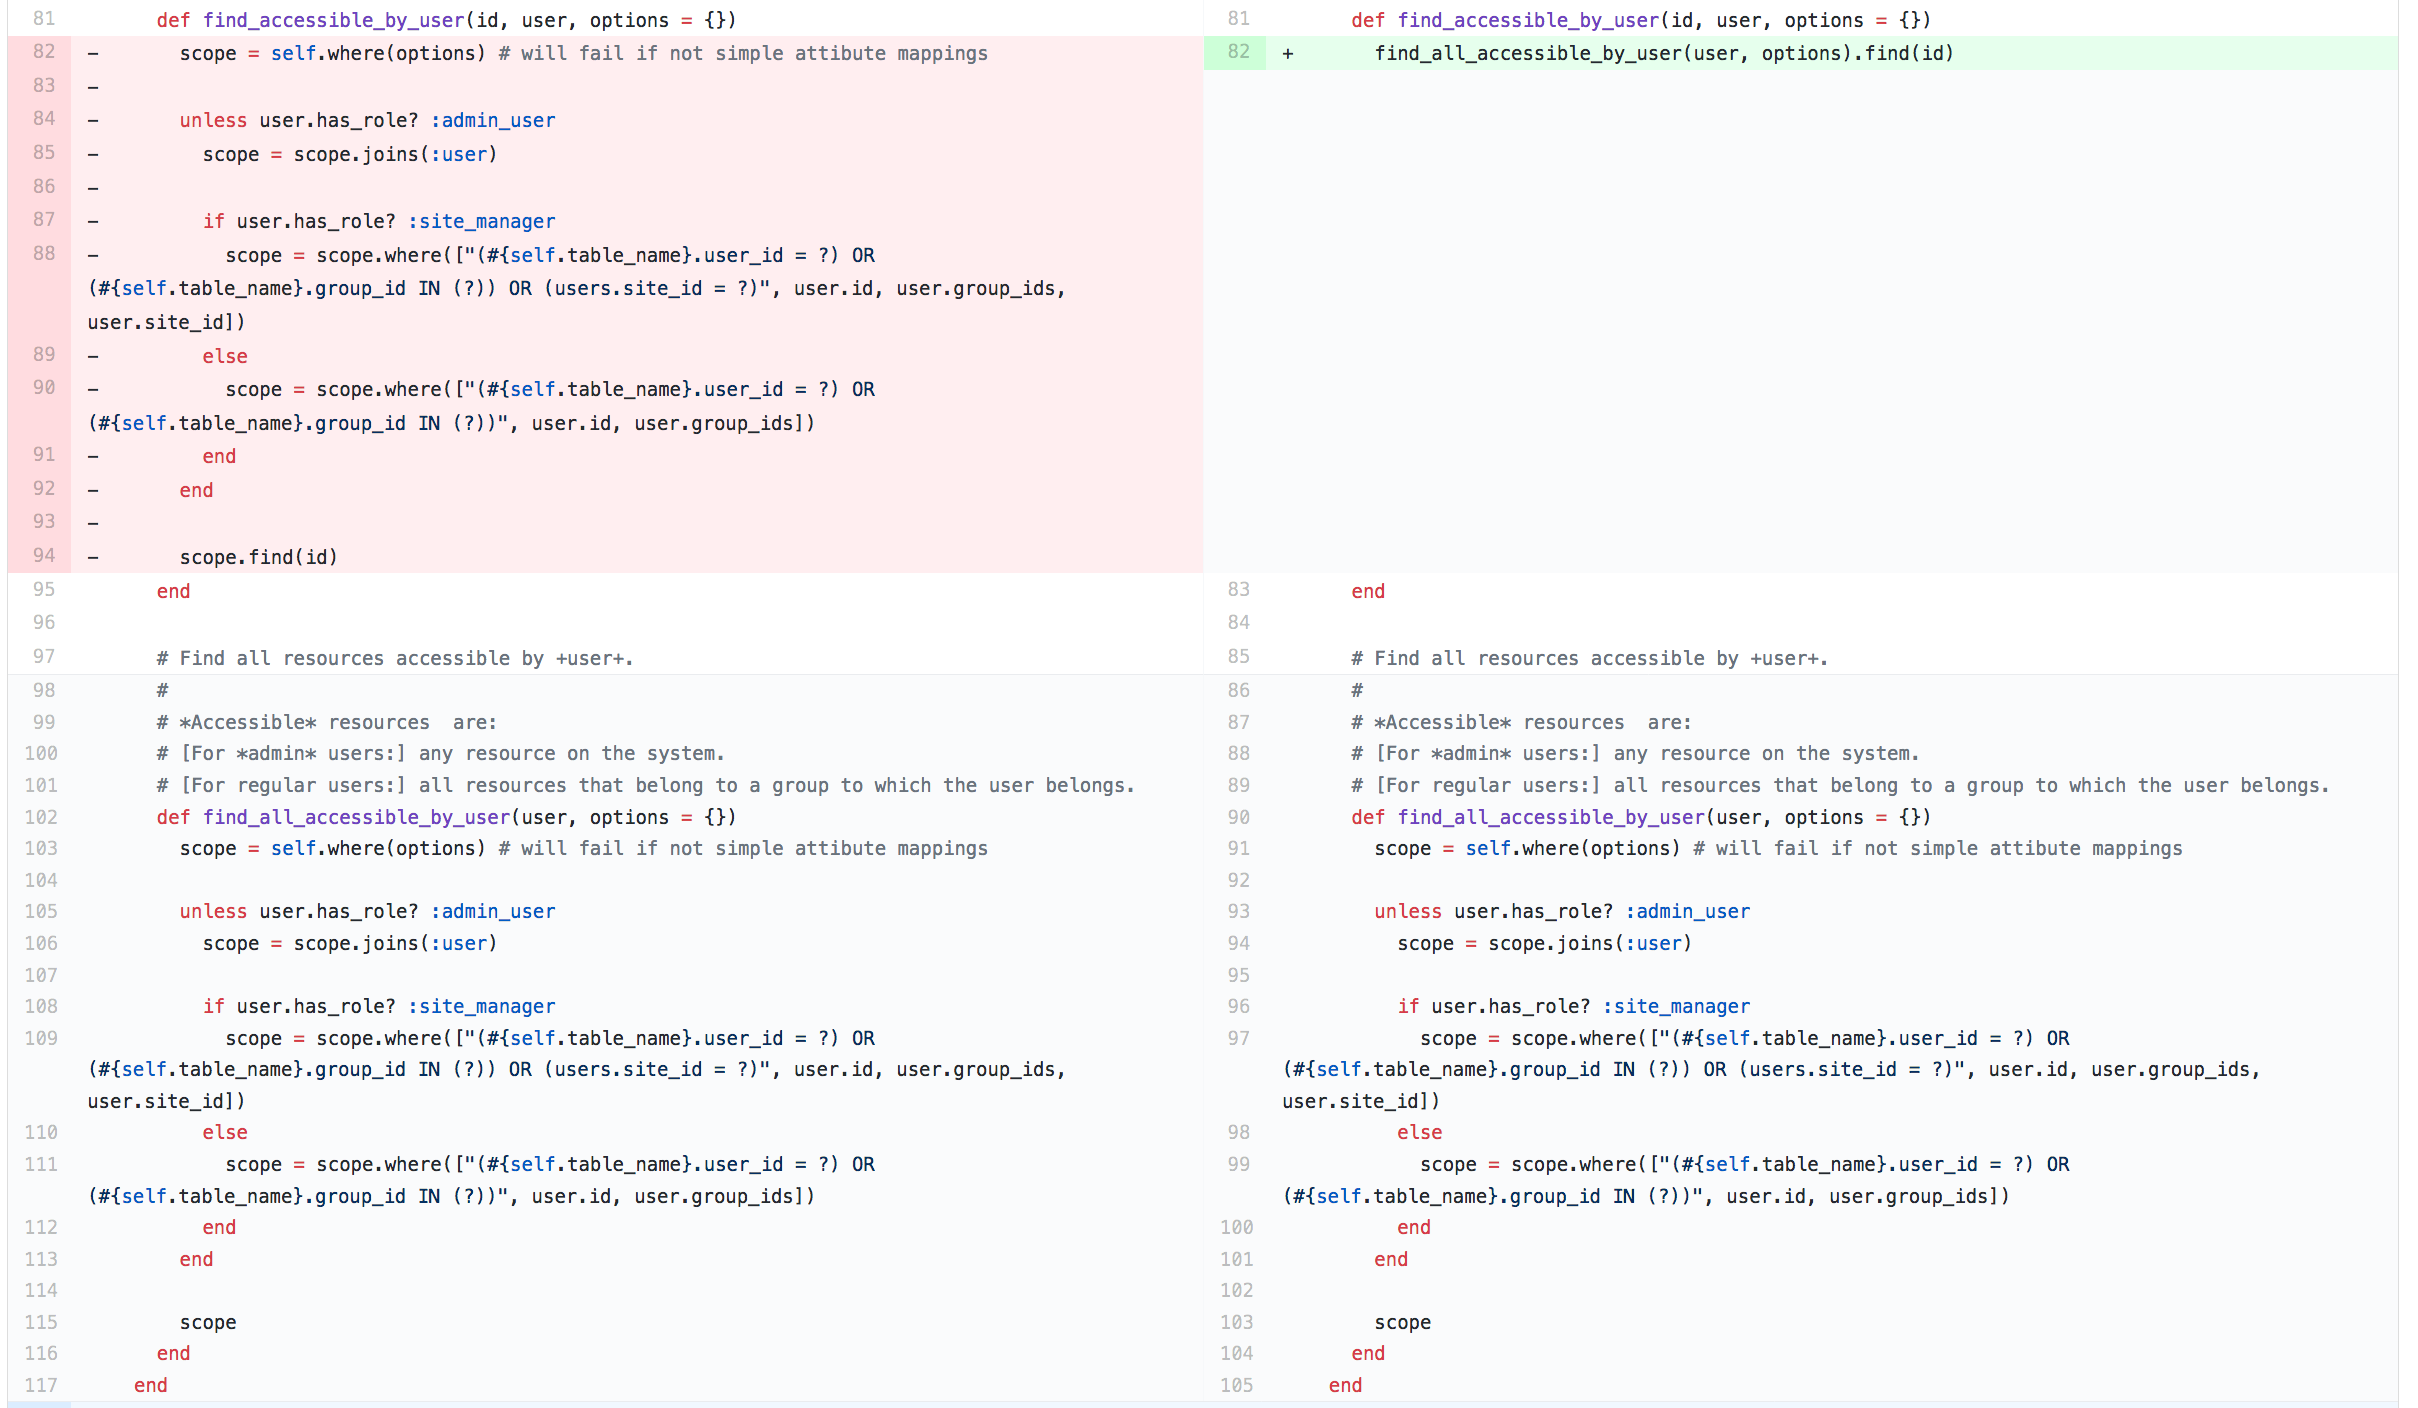 81 def find_accessible_by_user(id, user, options = {})
82 - scope = self.where(options) # will fail if not simple attibute mappings
83 -
84 - unless user.has_role? :admin_user
85 - scope = scope.joins(:user)
86 -
87 - if user.has_role? :site_manager
88 - scope = scope.where(["(#{self.table_name}.user_id = ?) OR
(#{self.table_name}.group_id IN (?)) OR (users.site_id = ?)", user.id, user.group_ids,
user.site_id])
89 - else
90 - scope = scope.where(["(#{self.table_name}.user_id = ?) OR
(#{self.table_name}.group_id IN (?))", user.id, user.group_ids])
91 - end
92 - end
93 -
94 - scope.find(id)
95 end
96
97 # Find all resources accessible by +user+.
98 #
99 # *Accessible* resources  are:
100 # [For *admin* users:] any resource on the system.
101 # [For regular users:] all resources that belong to a group to which the user belongs.
102 def find_all_accessible_by_user(user, options = {})
103 scope = self.where(options) # will fail if not simple attibute mappings
104
105 unless user.has_role? :admin_user
106 scope = scope.joins(:user)
107
108 if user.has_role? :site_manager
109 scope = scope.where(["(#{self.table_name}.user_id = ?) OR
(#{self.table_name}.group_id IN (?)) OR (users.site_id = ?)", user.id, user.group_ids,
user.site_id])
110 else
111 scope = scope.where(["(#{self.table_name}.user_id = ?) OR
(#{self.table_name}.group_id IN (?))", user.id, user.group_ids])
112 end
113 end
114
115 scope
116 end
117 end
81 def find_accessible_by_user(id, user, options = {})
82 + find_all_accessible_by_user(user, options).find(id)
83 end
84
85 # Find all resources accessible by +user+.
86 #
87 # *Accessible* resources  are:
88 # [For *admin* users:] any resource on the system.
89 # [For regular users:] all resources that belong to a group to which the user belongs.
90 def find_all_accessible_by_user(user, options = {})
91 scope = self.where(options) # will fail if not simple attibute mappings
92
93 unless user.has_role? :admin_user
94 scope = scope.joins(:user)
95
96 if user.has_role? :site_manager
97 scope = scope.where(["(#{self.table_name}.user_id = ?) OR
(#{self.table_name}.group_id IN (?)) OR (users.site_id = ?)", user.id, user.group_ids,
user.site_id])
98 else
99 scope = scope.where(["(#{self.table_name}.user_id = ?) OR
(#{self.table_name}.group_id IN (?))", user.id, user.group_ids])
100 end
101 end
102
103 scope
104 end
105 end